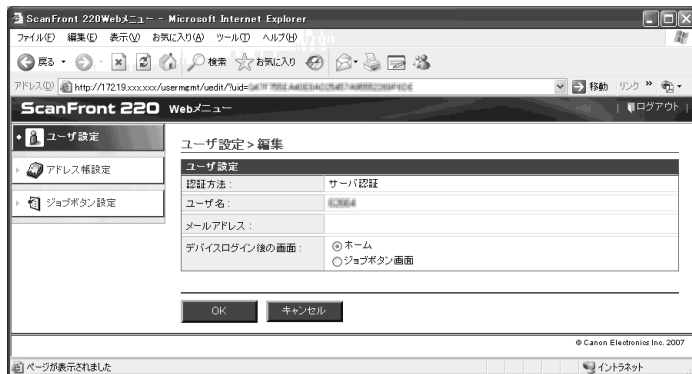 ScanFront 220Webメニュー - Microsoft Internet Explorer
ファイル(F) 編集(E) 表示(V) お気に入り(A) ツール(T) ヘルプ(H)
戻る 検索 お気に入り
アドレス(D) http://172.19.xxx.xxx/usermgmt/uedit/?uid= 移動 リンク »
ScanFront 220 Webメニュー ログアウト
ユーザ設定
アドレス帳設定
ジョブボタン設定
ユーザ設定 > 編集
ユーザ設定
認証方法: サーバ認証
ユーザ名:
メールアドレス:
デバイスログイン後の画面: ホーム
ジョブボタン画面
OK キャンセル
© Canon Electronics Inc. 2007
ページが表示されました イントラネット